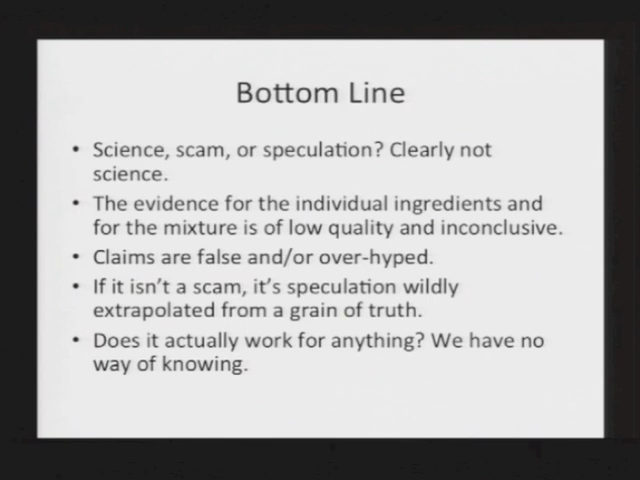 Bottom Line
• Science, scam, or speculation? Clearly not
science.
• The evidence for the individual ingredients and
for the mixture is of low quality and inconclusive.
• Claims are false and/or over-hyped.
• If it isn't a scam, it's speculation wildly
extrapolated from a grain of truth.
• Does it actually work for anything? We have no
way of knowing.